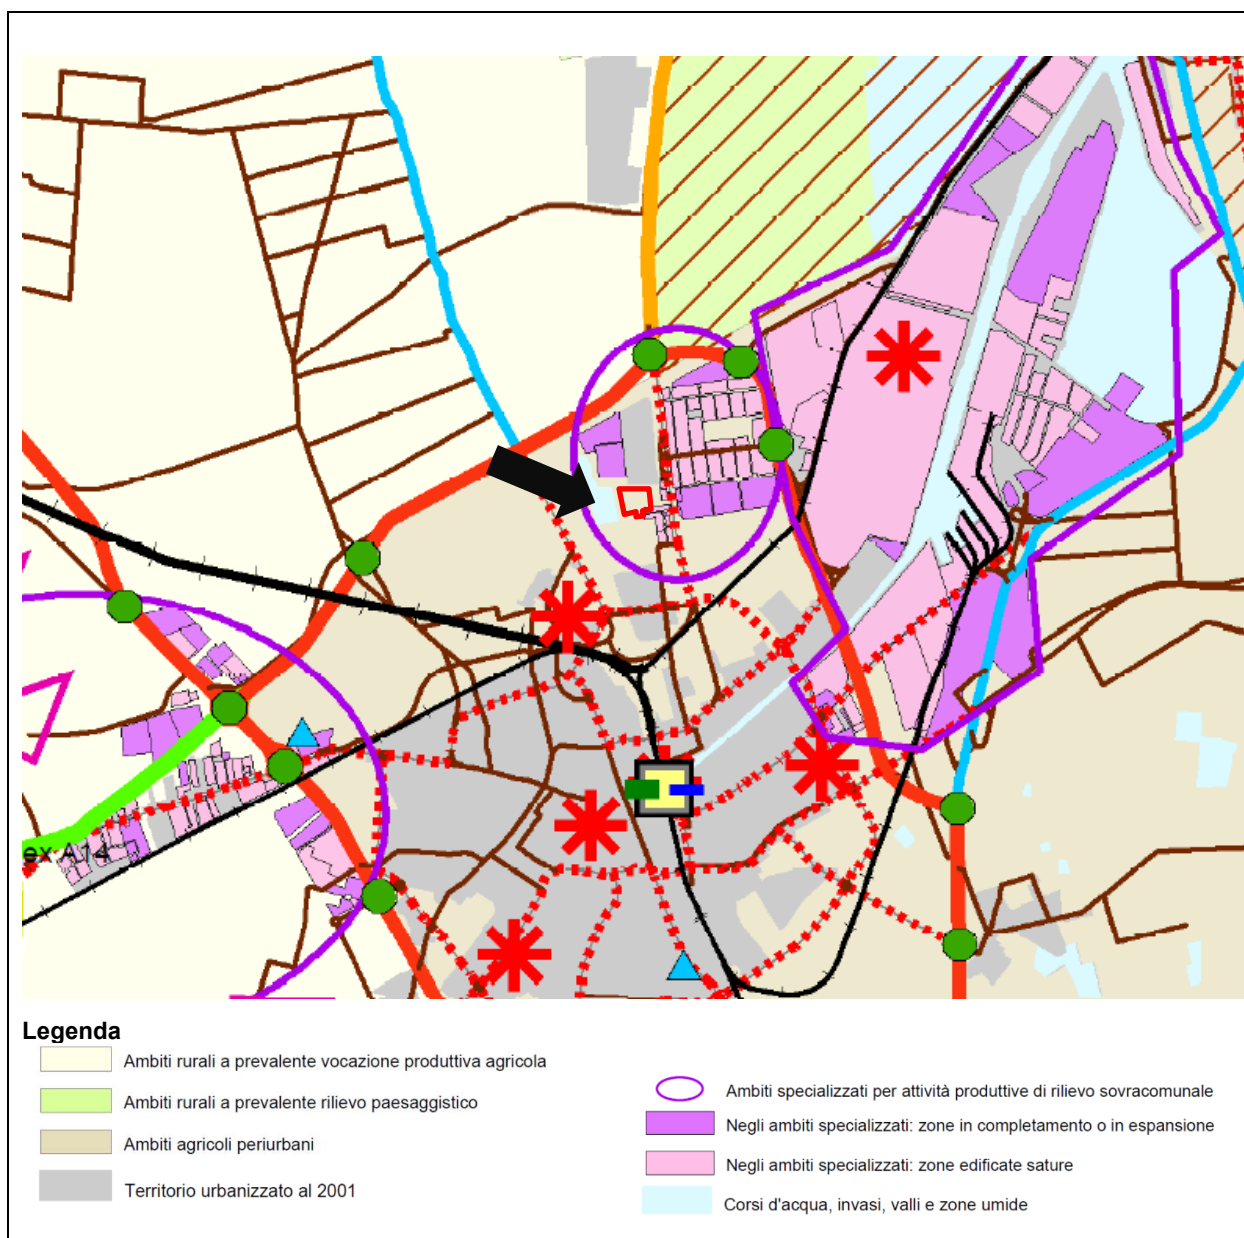 ex A14
Legenda
Ambiti rurali a prevalente vocazione produttiva agricola
Ambiti rurali a prevalente rilievo paesaggistico
Ambiti agricoli periurbani
Territorio urbanizzato al 2001
Ambiti specializzati per attività produttive di rilievo sovracomunale
Negli ambiti specializzati: zone in completamento o in espansione
Negli ambiti specializzati: zone edificate sature
Corsi d'acqua, invasi, valli e zone umide